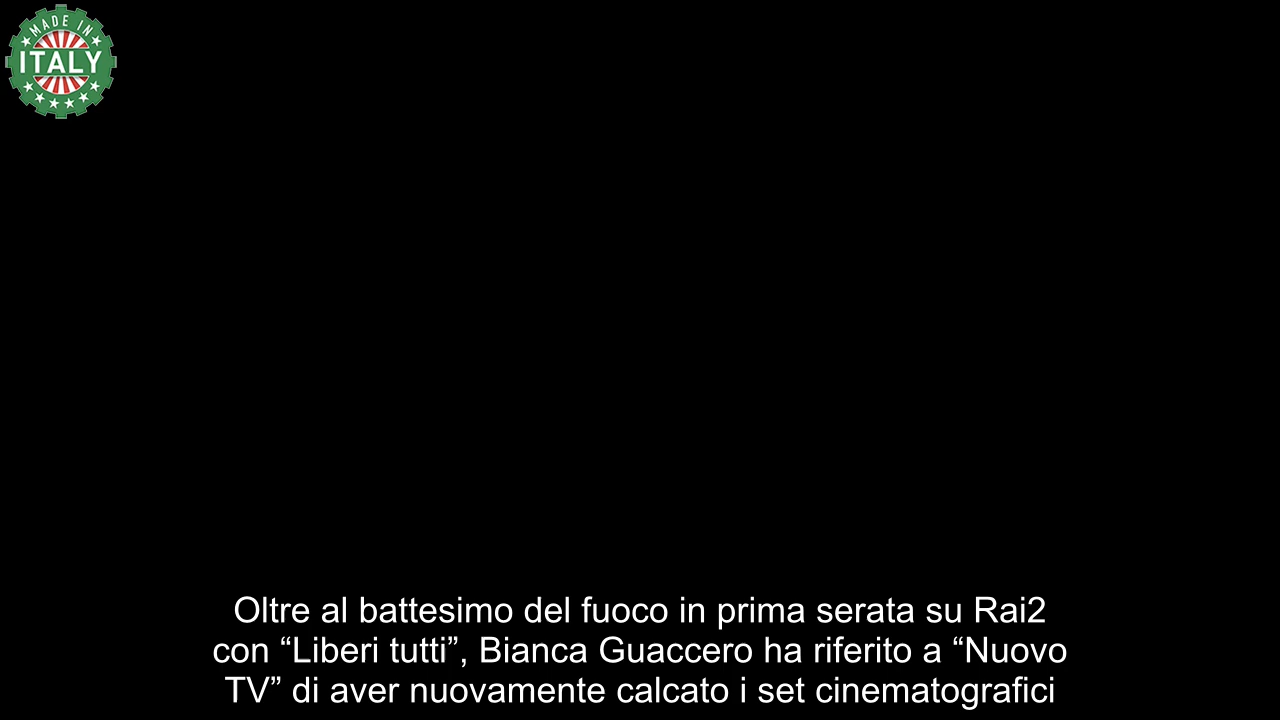 MADE IN
ITALY
Oltre al battesimo del fuoco in prima serata su Rai2
con “Liberi tutti”, Bianca Guaccero ha riferito a “Nuovo
TV” di aver nuovamente calcato i set cinematografici